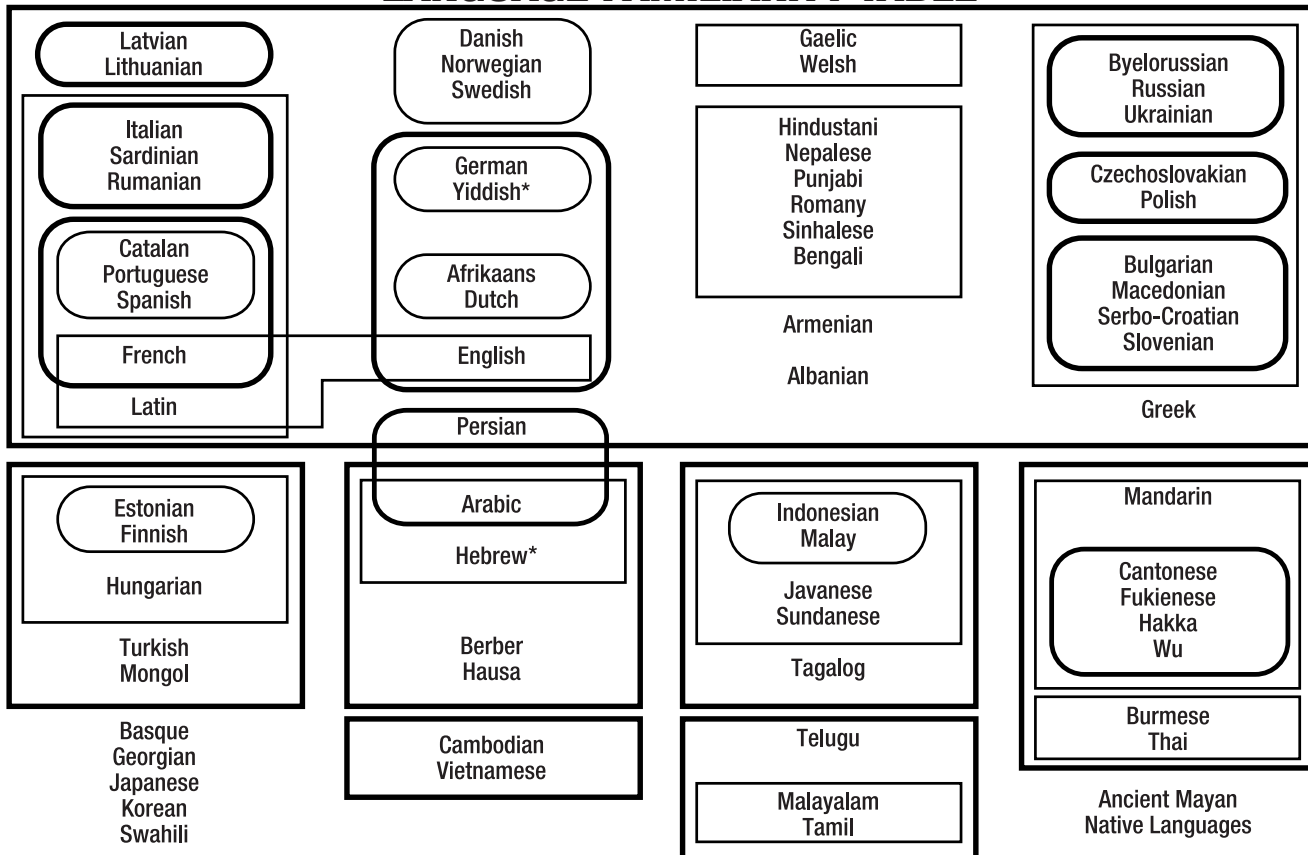 LANGUAGE FAMILIARITY TABLE
Latvian
Lithuanian
Italian
Sardinian
Rumanian
Catalan
Portuguese
Spanish
French
Latin
Danish
Norwegian
Swedish
German
Yiddish*
Afrikaans
Dutch
English
Persian
Gaelic
Welsh
Hindustani
Nepalese
Punjabi
Romany
Sinhalese
Bengali
Armenian
Albanian
Byelorussian
Russian
Ukrainian
Czechoslovakian
Polish
Bulgarian
Macedonian
Serbo-Croatian
Slovenian
Greek
Estonian
Finnish
Hungarian
Turkish
Mongol
Basque
Georgian
Japanese
Korean
Swahili
Arabic
Hebrew*
Berber
Hausa
Cambodian
Vietnamese
Indonesian
Malay
Javanese
Sundanese
Tagalog
Telugu
Malayalam
Tamil
Mandarin
Cantonese
Fukienese
Hakka
Wu
Burmese
Thai
Ancient Mayan
Native Languages